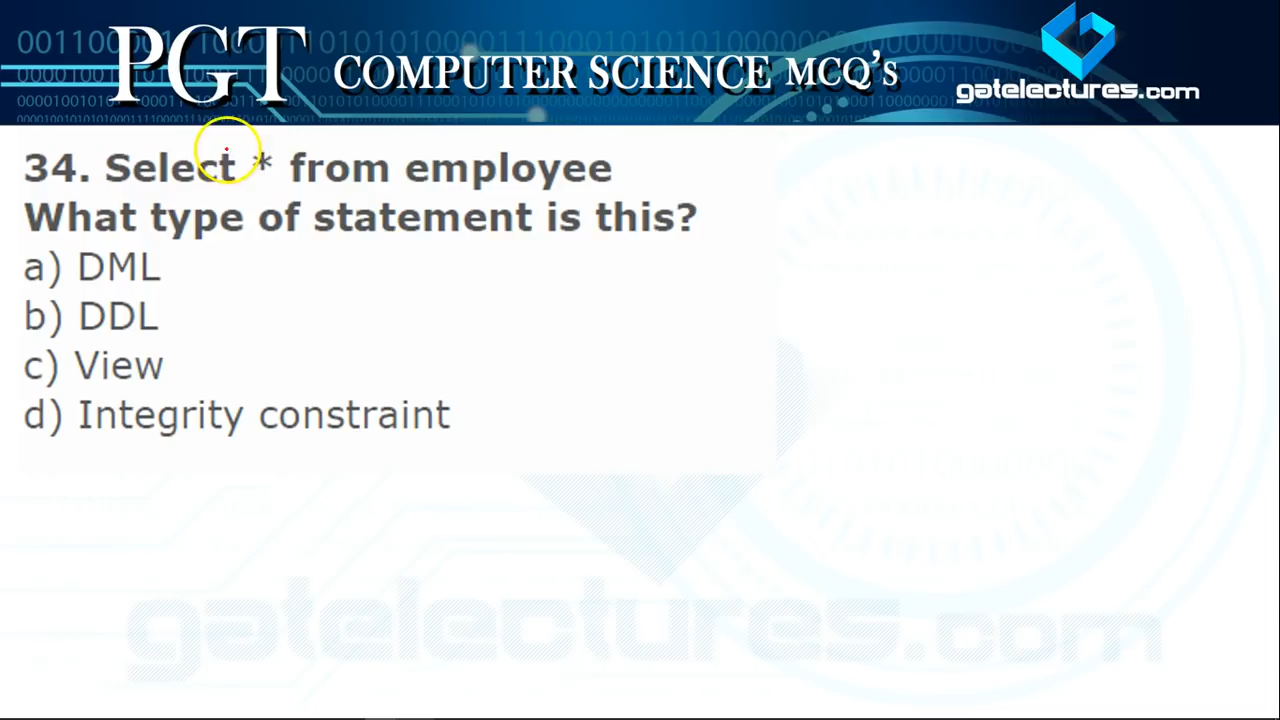 PGT COMPUTER SCIENCE MCQ's
gatelectures.com
34. Select * from employee
What type of statement is this?
a) DML
b) DDL
c) View
d) Integrity constraint
gatelectures.com